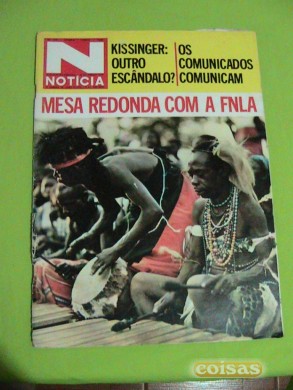 N
NOTÍCIA
KISSINGER:
OUTRO
ESCÂNDALO?
OS
COMUNICADOS
COMUNICAM
MESA REDONDA COM A FNLA
coisas